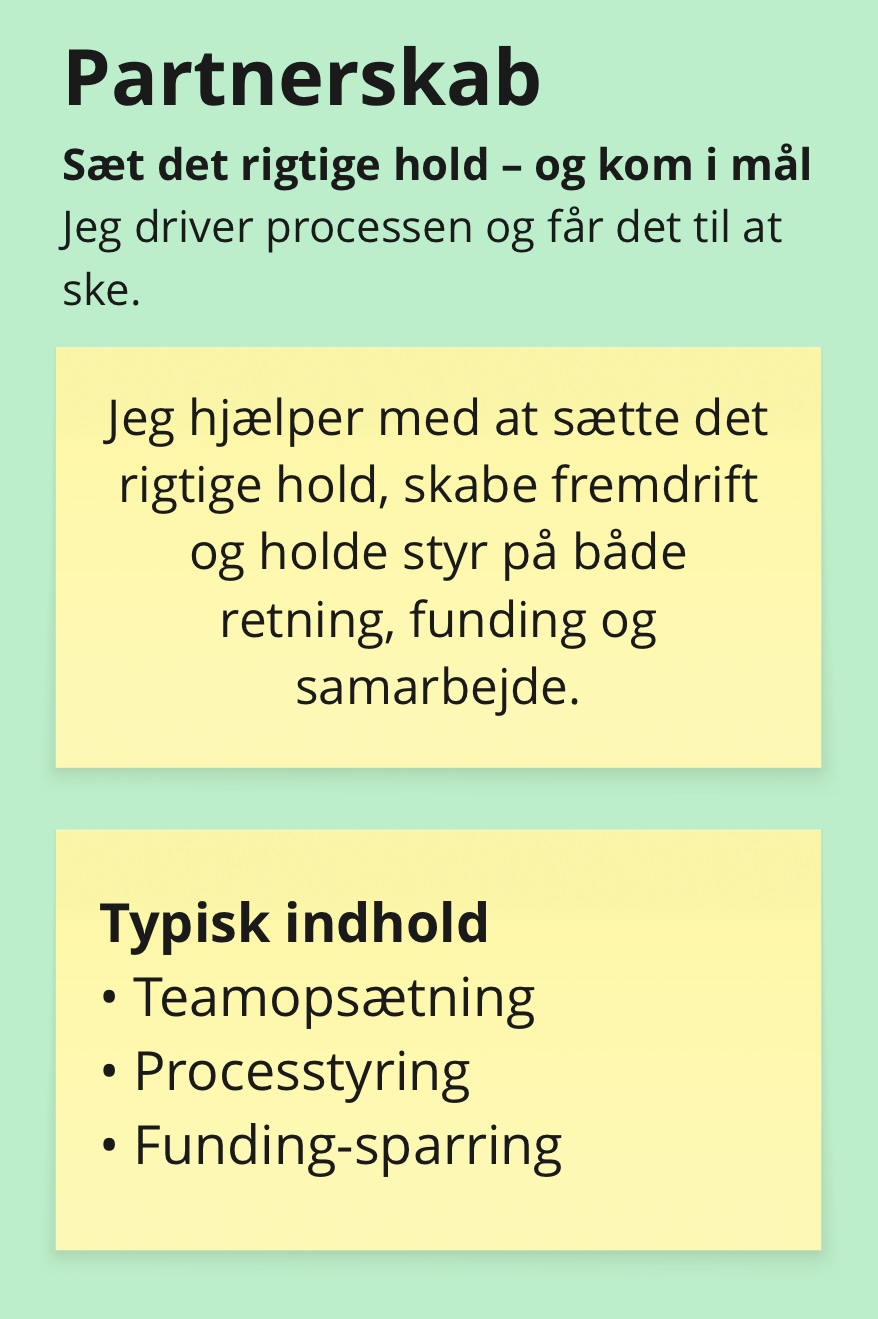 Partnerskab
Sæt det rigtige hold – og kom i mål
Jeg driver processen og får det til at
ske.
Jeg hjælper med at sætte det
rigtige hold, skabe fremdrift
og holde styr på både
retning, funding og
samarbejde.
Typisk indhold
• Teamopsætning
• Processtyring
• Funding-sparring